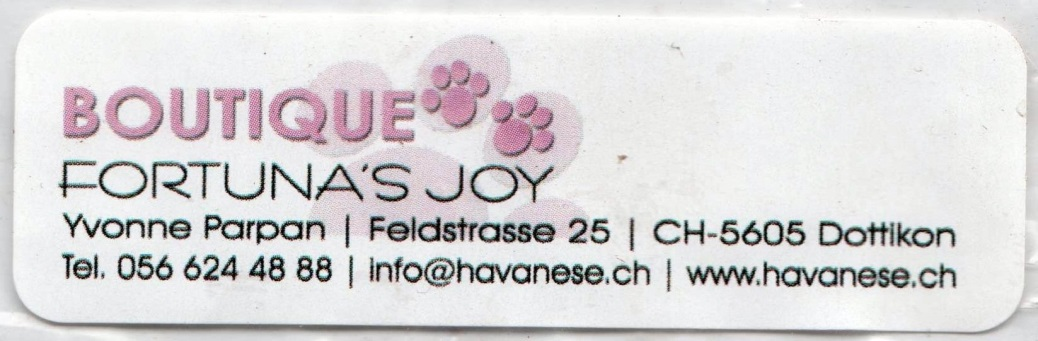 BOUTIQUE
FORTUNA'S JOY
Yvonne Parpan | Feldstrasse 25 | CH-5605 Dottikon
Tel. 056 624 48 88 | info@havanese.ch | www.havanese.ch